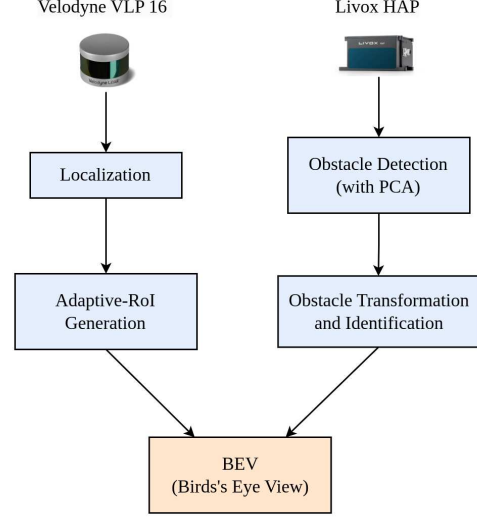 Velodyne VLP 16
Livox HAP
LIVOX
Localization
Obstacle Detection
(with PCA)
Adaptive-RoI
Generation
Obstacle Transformation
and Identification
BEV
(Birds's Eye View)